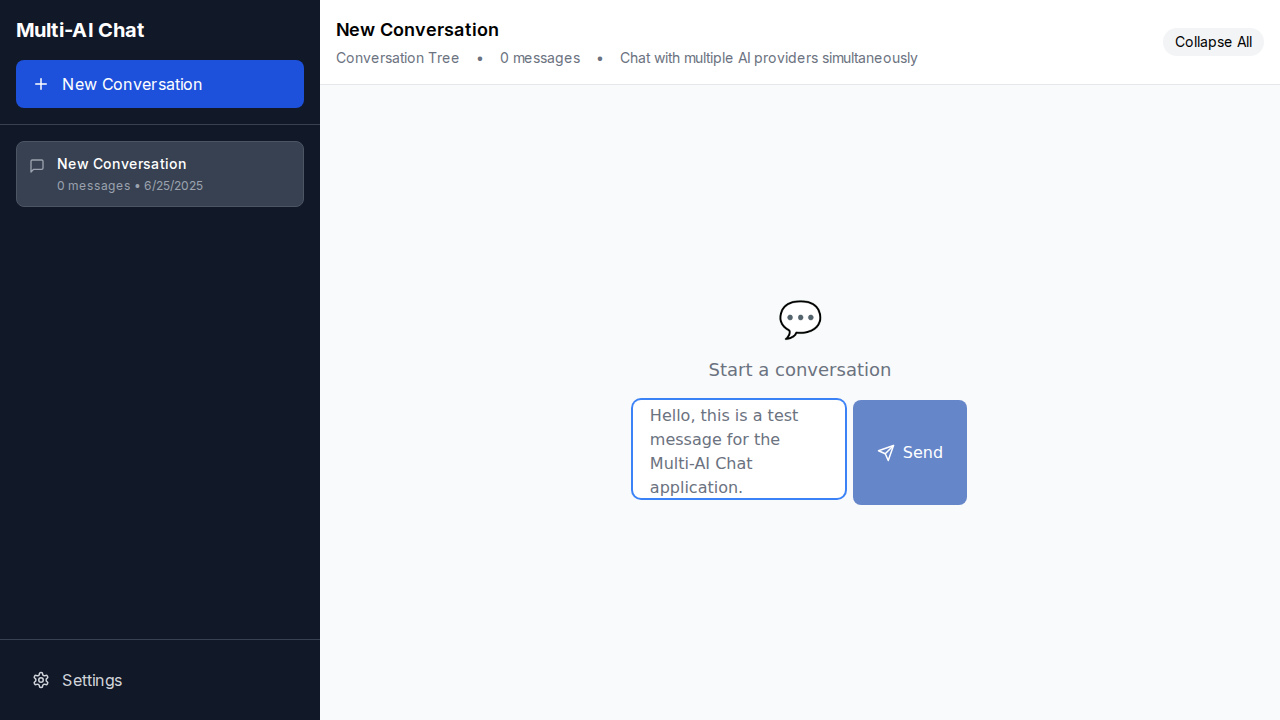 Multi-AI Chat
New Conversation
New Conversation
0 messages • 6/25/2025
Settings
New Conversation
Conversation Tree • 0 messages • Chat with multiple AI providers simultaneously
Collapse All
Start a conversation
Hello, this is a test
message for the
Multi-AI Chat
application.
Send